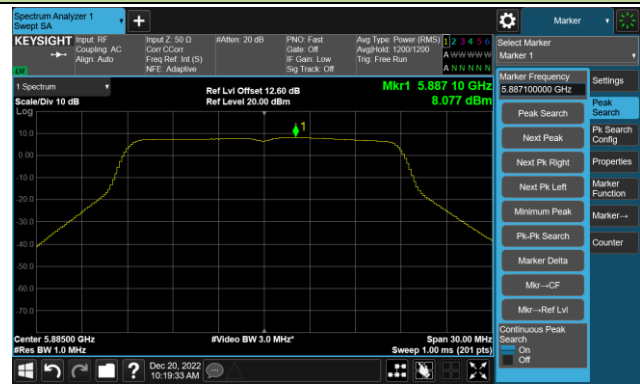 Spectrum Analyzer 1
Swept SA
+
Marker
KEYSIGHT
Input: RF
Coupling: AC
Align: Auto
Input Z: 50 Ω
Corr CCorr
Freq Ref: Int (S)
NFE: Adaptive
#Atten: 20 dB
PNO: Fast
Gate: Off
IF Gain: Low
Sig Track: Off
Avg Type: Power (RMS)
Avg|Hold: 1200/1200
Trig: Free Run
1 2 3 4 5 6
A W W W W W
A N N N N N
LW
Select Marker
Marker 1
1 Spectrum
Scale/Div 10 dB
Ref Lvl Offset 12.60 dB
Ref Level 20.00 dBm
Mkr1 5.887 10 GHz
8.077 dBm
Log
10.0
0.00
-10.0
-20.0
-30.0
-40.0
-50.0
-60.0
-70.0
1
Center 5.88500 GHz
#Res BW 1.0 MHz
#Video BW 3.0 MHz*
Span 30.00 MHz
Sweep 1.00 ms (201 pts)
Marker Frequency
5.887100000 GHz
Peak Search
Next Peak
Next Pk Right
Next Pk Left
Minimum Peak
Pk-Pk Search
Marker Delta
Mkr→CF
Mkr→Ref Lvl
Continuous Peak
Search
On
Off
Settings
Peak
Search
Pk Search
Config
Properties
Marker
Function
Marker→
Counter
?
Dec 20, 2022
10:19:33 AM